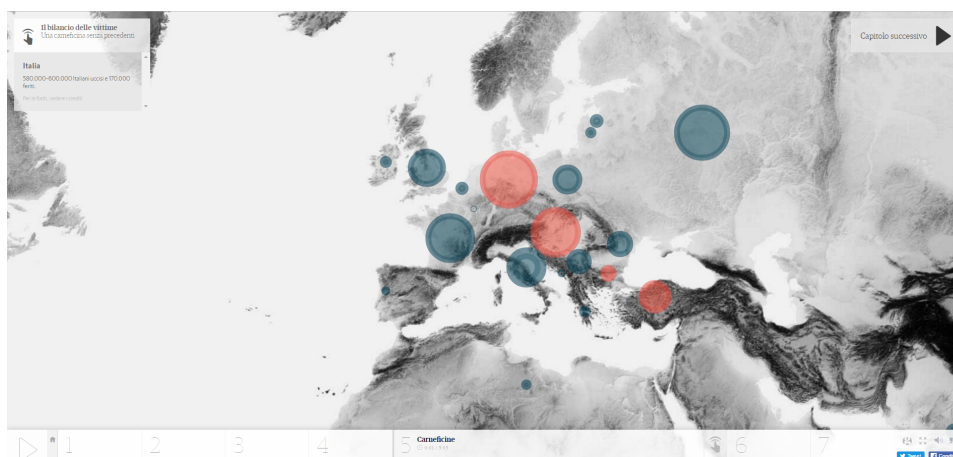 Il bilancio delle vittime
Una carneficina senza precedenti
Capitolo successivo
Italia
580.000-600.000 italiani uccisi e 170.000
feriti.
1
2
3
4
5
Carneficine
6
7
Tweet